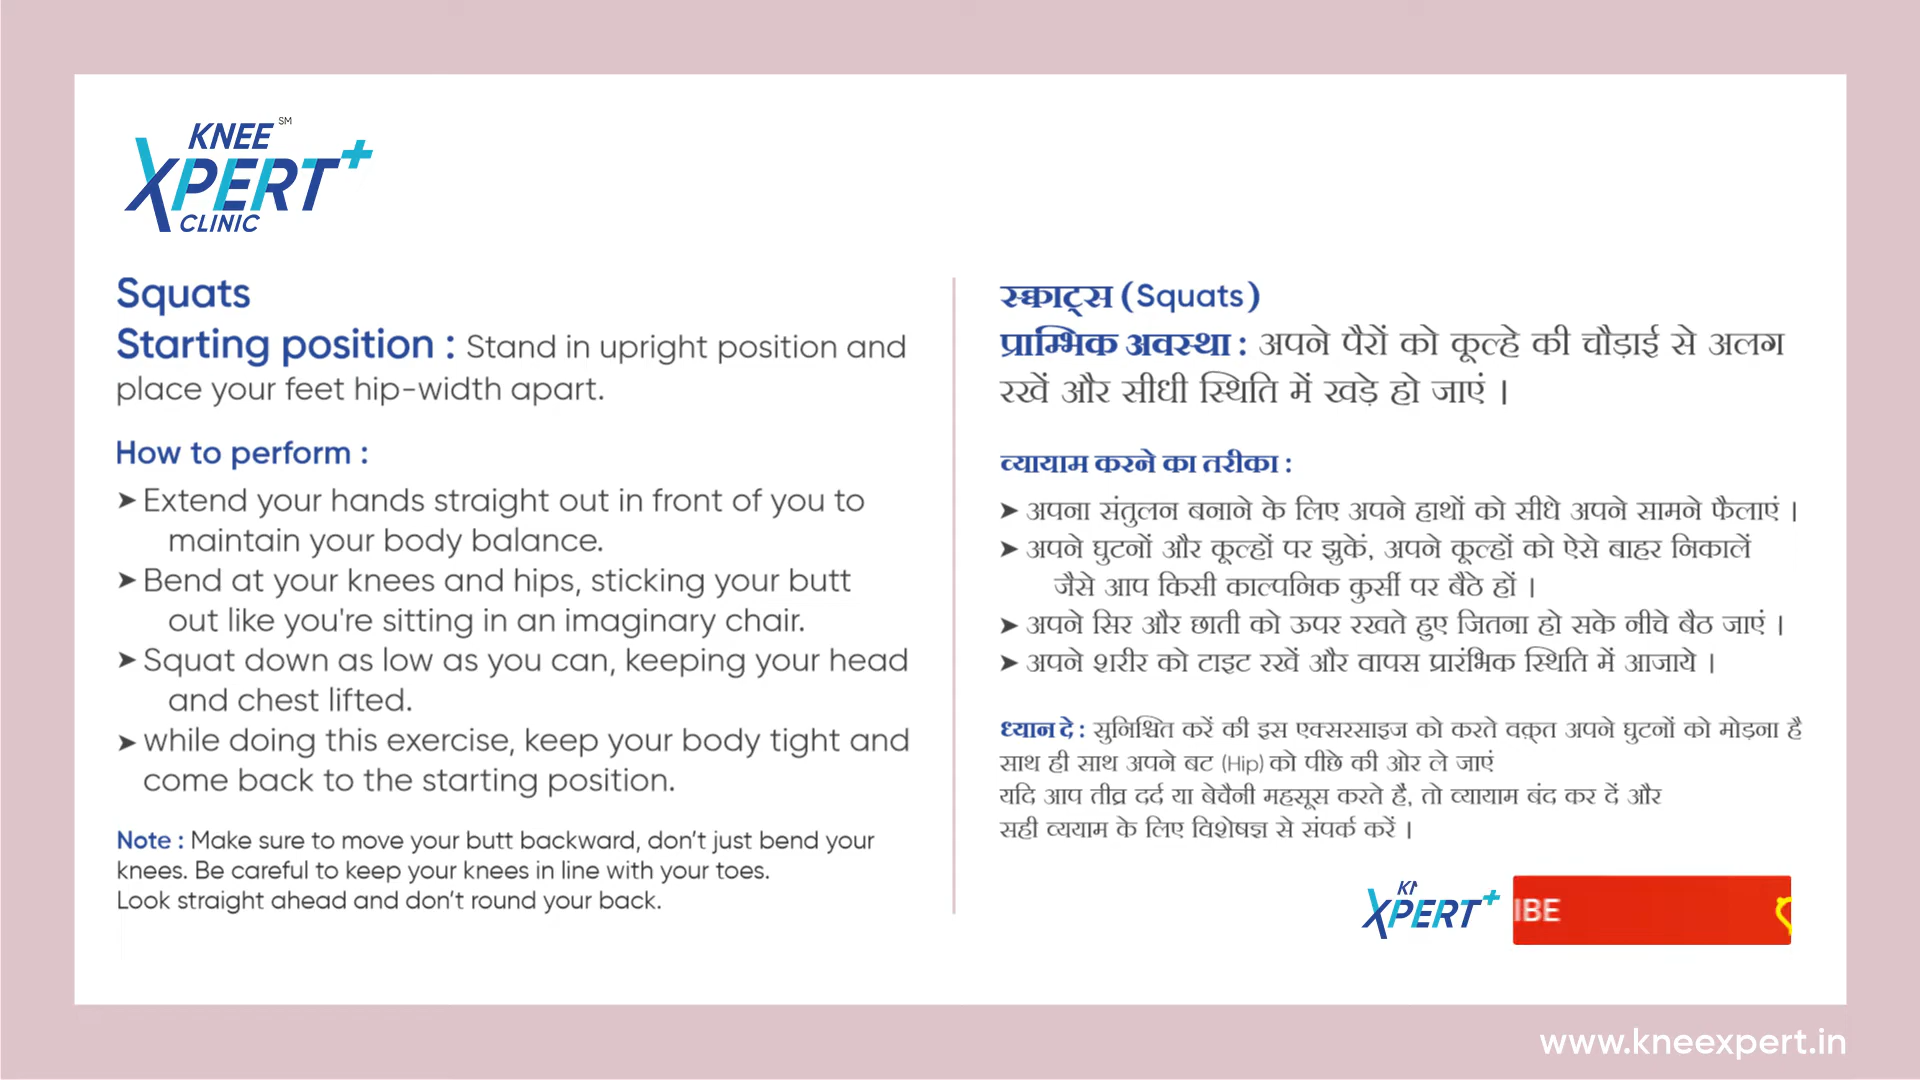 KNEE SM
XPERT+
CLINIC
Squats
Starting position : Stand in upright position and
place your feet hip-width apart.
How to perform :
➤ Extend your hands straight out in front of you to
maintain your body balance.
➤ Bend at your knees and hips, sticking your butt
out like you're sitting in an imaginary chair.
➤ Squat down as low as you can, keeping your head
and chest lifted.
➤ while doing this exercise, keep your body tight and
come back to the starting position.
Note : Make sure to move your butt backward, don’t just bend your
knees. Be careful to keep your knees in line with your toes.
Look straight ahead and don’t round your back.
स्क्वाट्स (Squats)
प्राम्भिक अवस्था : अपने पैरों को कूल्हे की चौड़ाई से अलग
रखें और सीधी स्थिति में खड़े हो जाएं ।
व्यायाम करने का तरीका :
➤ अपना संतुलन बनाने के लिए अपने हाथों को सीधे अपने सामने फैलाएं ।
➤ अपने घुटनों और कूल्हों पर झुकें, अपने कूल्हों को ऐसे बाहर निकालें
जैसे आप किसी काल्पनिक कुर्सी पर बैठे हों ।
➤ अपने सिर और छाती को ऊपर रखते हुए जितना हो सके नीचे बैठ जाएं ।
➤ अपने शरीर को टाइट रखें और वापस प्रारंभिक स्थिति में आजाये ।
ध्यान दे : सुनिश्चित करें की इस एक्सरसाइज को करते वक़्त अपने घुटनों को मोड़ना है
साथ ही साथ अपने बट (Hip) को पीछे की ओर ले जाएं
यदि आप तीव्र दर्द या बेचैनी महसूस करते हैं, तो व्यायाम बंद कर दें और
सही व्ययाम के लिए विशेषज्ञ से संपर्क करें ।
XPERT+
IBE
www.kneexpert.in